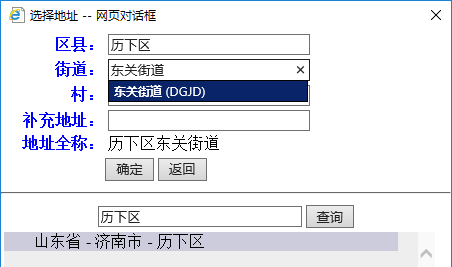 选择地址 -- 网页对话框
区县： 历下区
街道： 东关街道
东关街道 (DGJD)
村：
补充地址：
地址全称： 历下区东关街道
确定 返回
历下区 查询
山东省 - 济南市 - 历下区